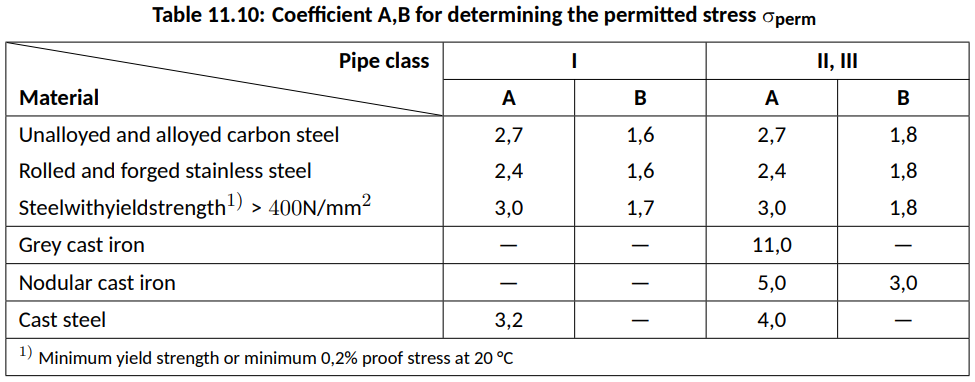 Table 11.10: Coefficient A,B for determining the permitted stress σperm
Pipe class I II, III
Material A B A B
Unalloyed and alloyed carbon steel 2,7 1,6 2,7 1,8
Rolled and forged stainless steel 2,4 1,6 2,4 1,8
Steelwithyieldstrength1) > 400N/mm2 3,0 1,7 3,0 1,8
Grey cast iron — — 11,0 —
Nodular cast iron — — 5,0 3,0
Cast steel 3,2 — 4,0 —
1) Minimum yield strength or minimum 0,2% proof stress at 20 °C